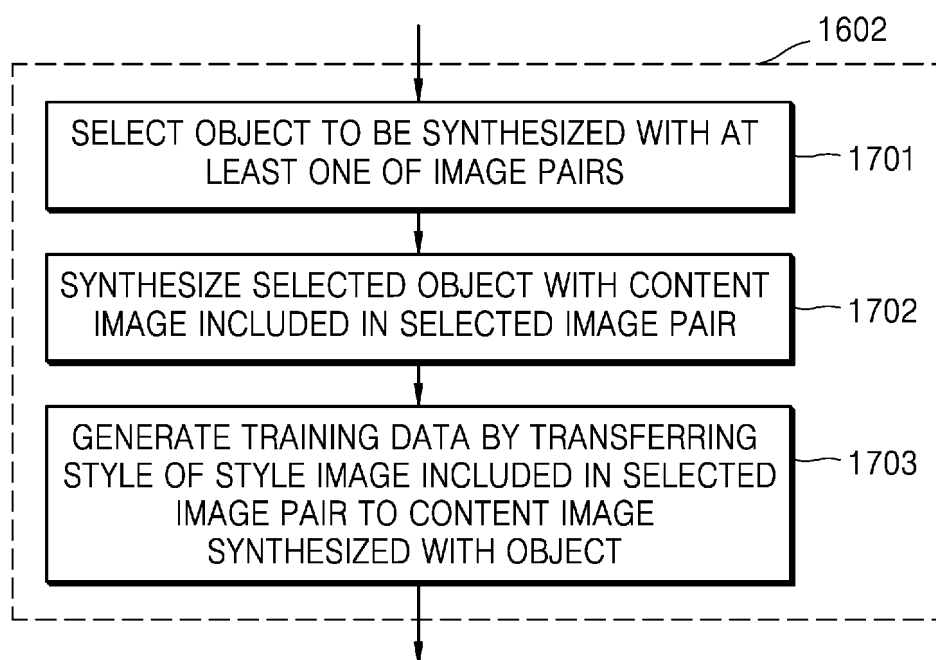 1602
SELECT OBJECT TO BE SYNTHESIZED WITH AT
LEAST ONE OF IMAGE PAIRS
1701
SYNTHESIZE SELECTED OBJECT WITH CONTENT
IMAGE INCLUDED IN SELECTED IMAGE PAIR
1702
GENERATE TRAINING DATA BY TRANSFERRING
STYLE OF STYLE IMAGE INCLUDED IN SELECTED
IMAGE PAIR TO CONTENT IMAGE
SYNTHESIZED WITH OBJECT
1703